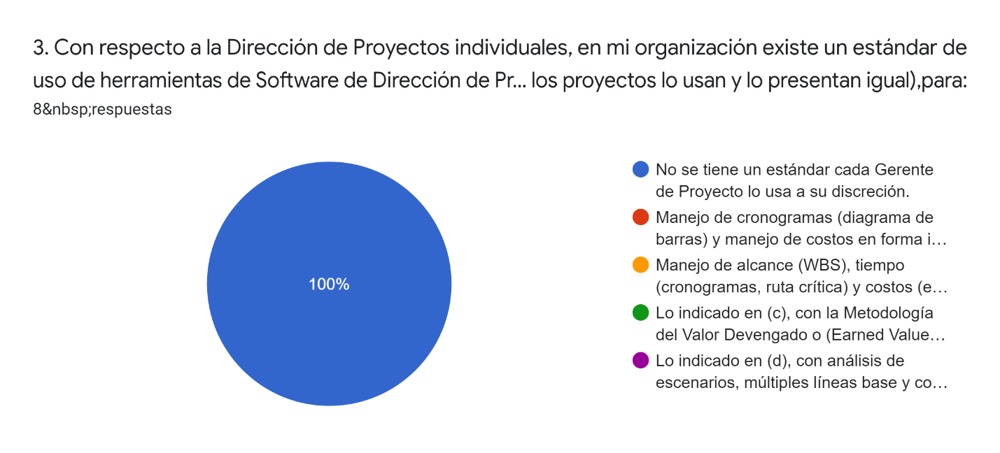 3. Con respecto a la Dirección de Proyectos individuales, en mi organización existe un estándar de
uso de herramientas de Software de Dirección de Pr... los proyectos lo usan y lo presentan igual),para:
8&nbsp;respuestas
100%
No se tiene un estándar cada Gerente
de Proyecto lo usa a su discreción.
Manejo de cronogramas (diagrama de
barras) y manejo de costos en forma i…
Manejo de alcance (WBS), tiempo
(cronogramas, ruta crítica) y costos (e…
Lo indicado en (c), con la Metodología
del Valor Devengado o (Earned Value…
Lo indicado en (d), con análisis de
escenarios, múltiples líneas base y co…